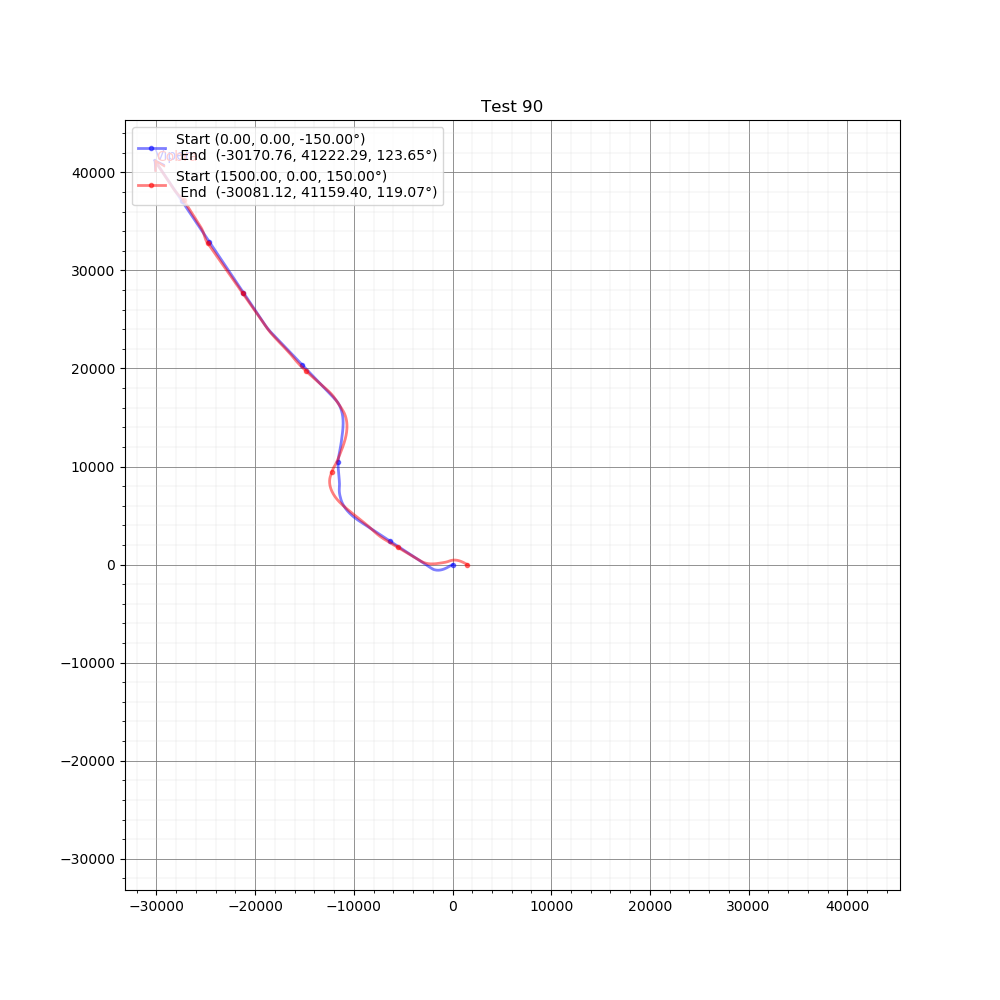 Test 90
Start (0.00, 0.00, -150.00°)
End  (-30170.76, 41222.29, 123.65°)
Start (1500.00, 0.00, 150.00°)
End  (-30081.12, 41159.40, 119.07°)
40000
30000
20000
10000
0
−10000
−20000
−30000
−30000 −20000 −10000 0 10000 20000 30000 40000